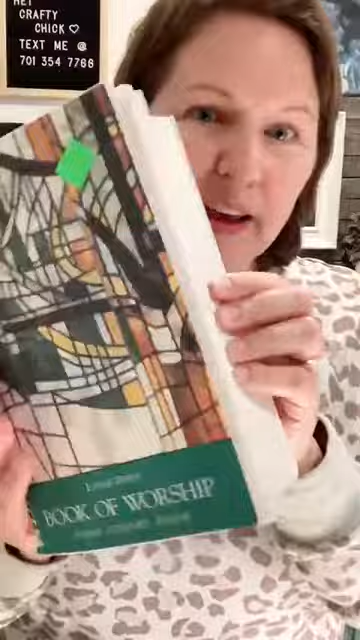 HEY
CRAFTY
CHICK♡
TEXT ME @
701 354 7766
BOOK OF WORSHIP